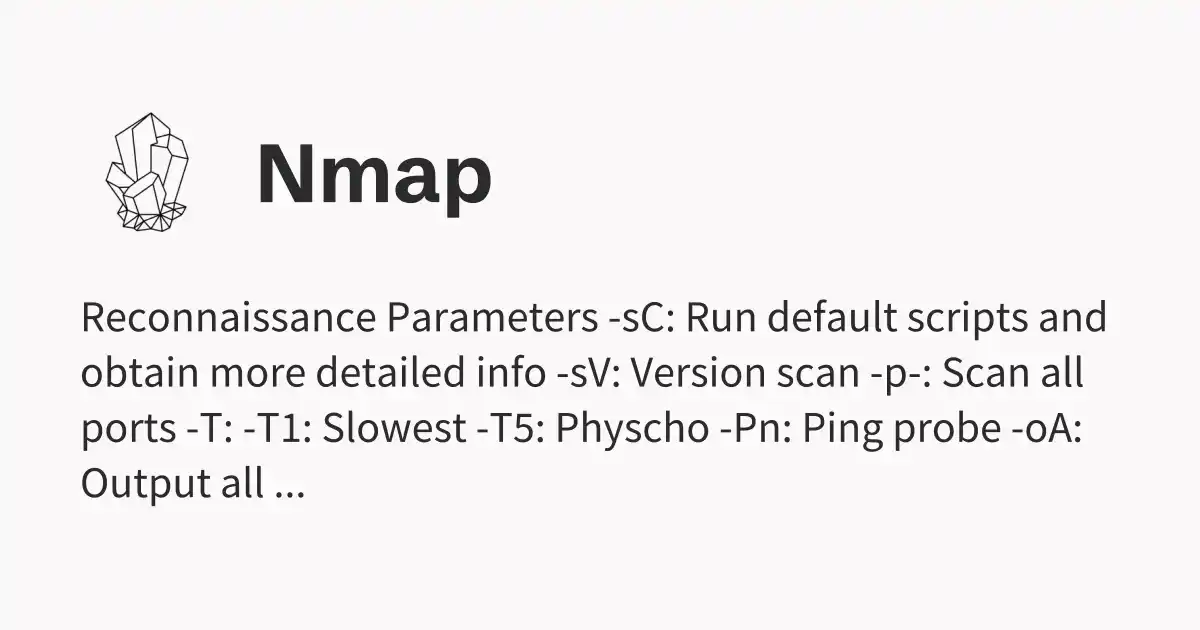 Nmap
Reconnaissance Parameters -sC: Run default scripts and
obtain more detailed info -sV: Version scan -p-: Scan all
ports -T: -T1: Slowest -T5: Physcho -Pn: Ping probe -oA:
Output all ...